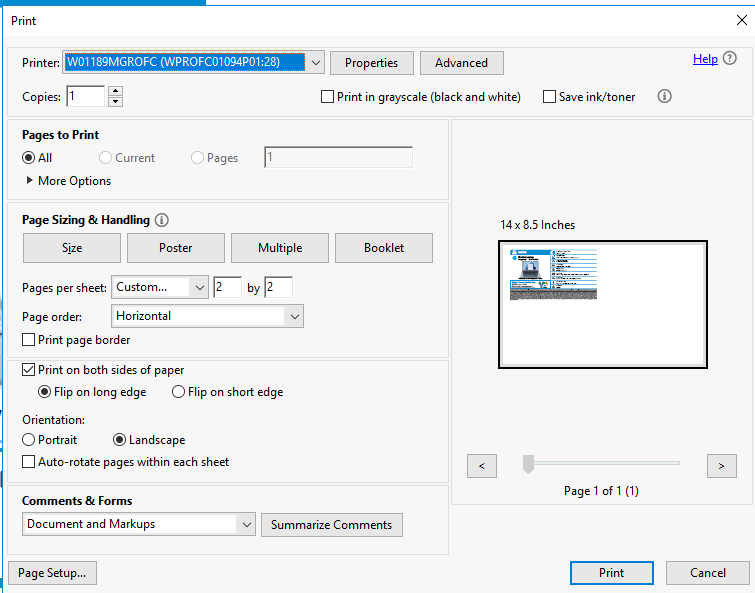 Print
Printer: W01189MGROFC (WPROFC01094P01:28) Properties Advanced Help
Copies: 1 Print in grayscale (black and white) Save ink/toner
Pages to Print
All Current Pages 1
More Options
Page Sizing & Handling
Size Poster Multiple Booklet
Pages per sheet: Custom... 2 by 2
Page order: Horizontal
Print page border
Print on both sides of paper
Flip on long edge Flip on short edge
Orientation:
Portrait Landscape
Auto-rotate pages within each sheet
Comments & Forms
Document and Markups Summarize Comments
14 x 8.5 Inches
< >
Page 1 of 1 (1)
Page Setup... Print Cancel